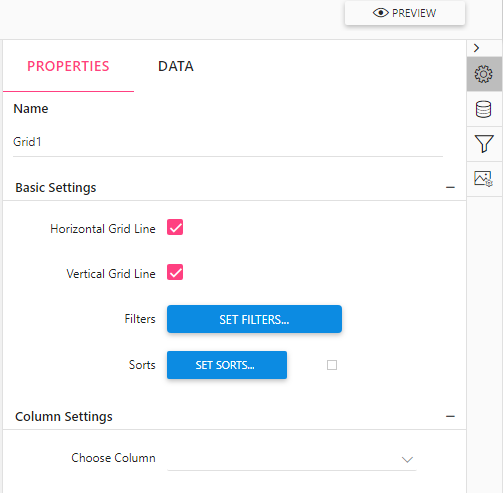 PREVIEW
PROPERTIES DATA
Name
Grid1
Basic Settings
Horizontal Grid Line
Vertical Grid Line
Filters SET FILTERS...
Sorts SET SORTS...
Column Settings
Choose Column